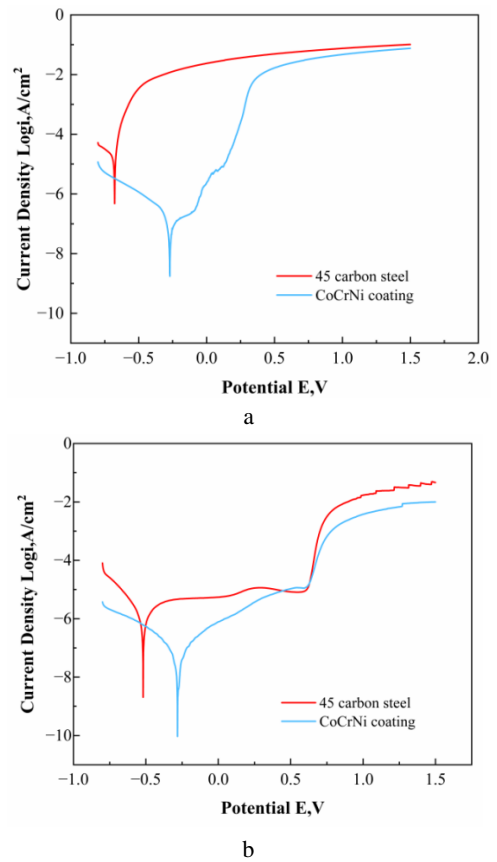 0
−2
−4
−6
−8
−10
Current Density Logi,A/cm²
45 carbon steel
CoCrNi coating
−1.0 −0.5 0.0 0.5 1.0 1.5 2.0
Potential E,V
a
0
−2
−4
−6
−8
−10
Current Density Logi,A/cm²
45 carbon steel
CoCrNi coating
−1.0 −0.5 0.0 0.5 1.0 1.5
Potential E,V
b